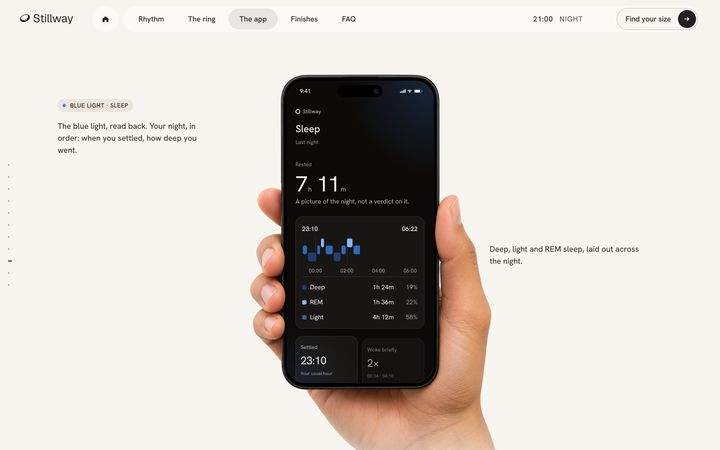 Stillway
Rhythm
The ring
The app
Finishes
FAQ
21:00 NIGHT
Find your size
BLUE LIGHT · SLEEP
The blue light, read back. Your night, in
order: when you settled, how deep you
went.
9:41
Stillway
Sleep
Last night
Rested
7h 11m
A picture of the night, not a verdict on it.
23:10 06:22
00:00 02:00 04:00 06:00
Deep 1h 24m 19%
REM 1h 36m 22%
Light 4h 12m 58%
Settled
23:10
Your usual hour
Woke briefly
2×
00:34 · 04:10
Deep, light and REM sleep, laid out across
the night.